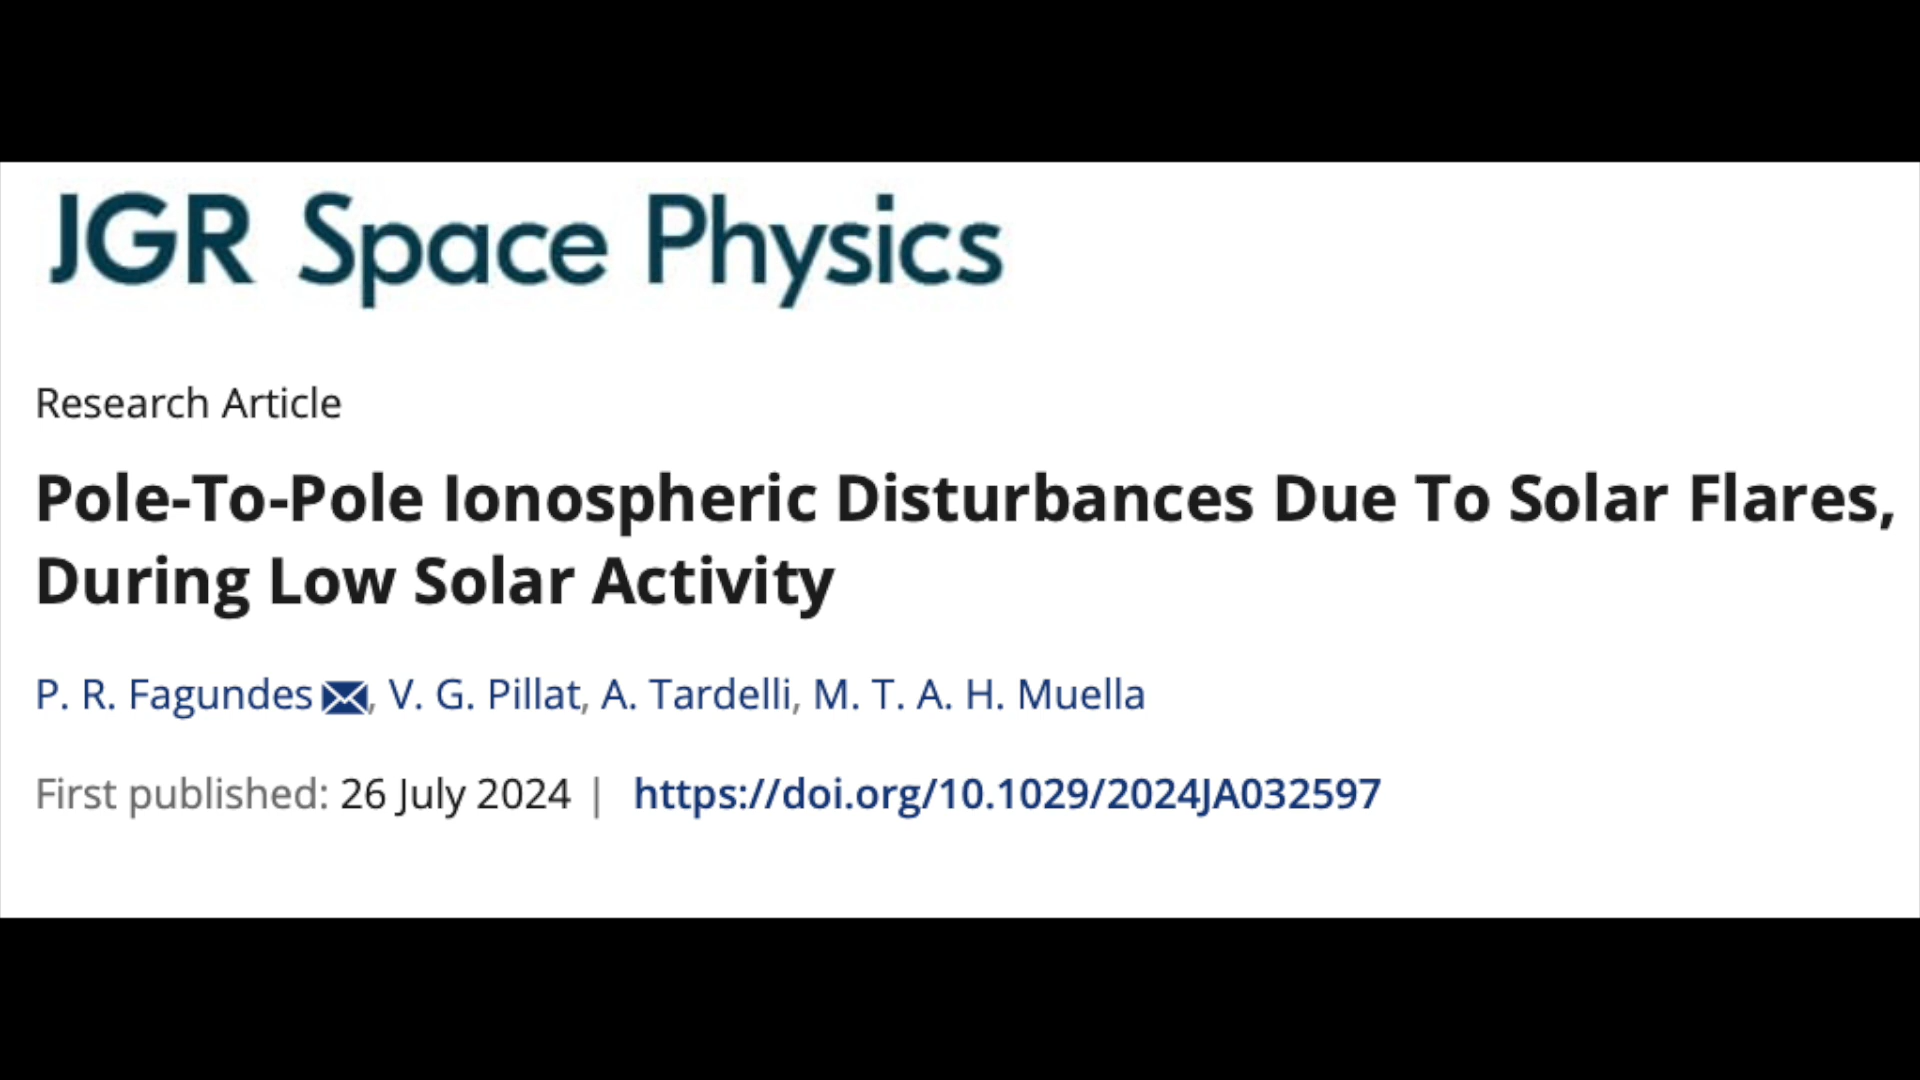 JGR Space Physics
Research Article
Pole-To-Pole Ionospheric Disturbances Due To Solar Flares,
During Low Solar Activity
P. R. Fagundes, V. G. Pillat, A. Tardelli, M. T. A. H. Muella
First published: 26 July 2024 | https://doi.org/10.1029/2024JA032597